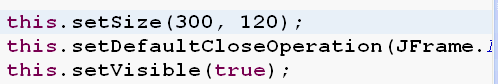 this.setSize(300, 120);
this.setDefaultCloseOperation(JFrame.
this.setVisible(true);